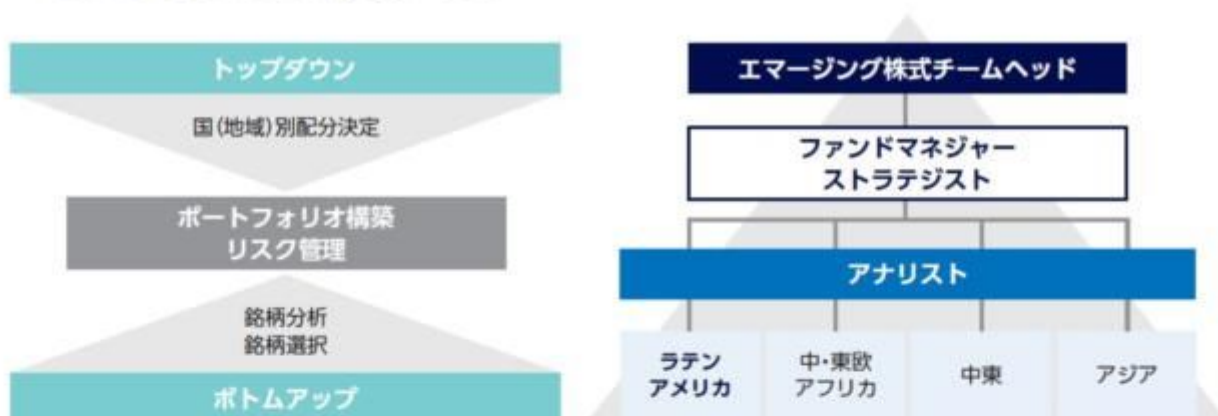 トップダウン
国(地域)別配分決定
ポートフォリオ構築
リスク管理
銘柄分析
銘柄選択
ボトムアップ
エマージング株式チームヘッド
ファンドマネジャー
ストラテジスト
アナリスト
ラテン
アメリカ
中・東欧
アフリカ
中東
アジア